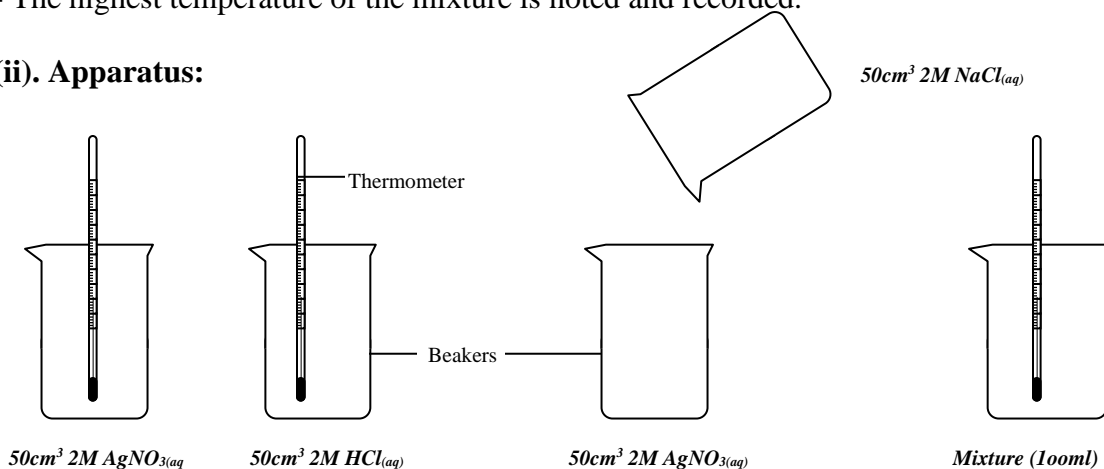 The highest temperature of the mixture is noted and recorded.
(ii). Apparatus:
50cm³ 2M NaCl(aq)
Thermometer
Beakers
50cm³ 2M AgNO3(aq
50cm³ 2M HCl(aq)
50cm³ 2M AgNO3(aq)
Mixture (1ooml)